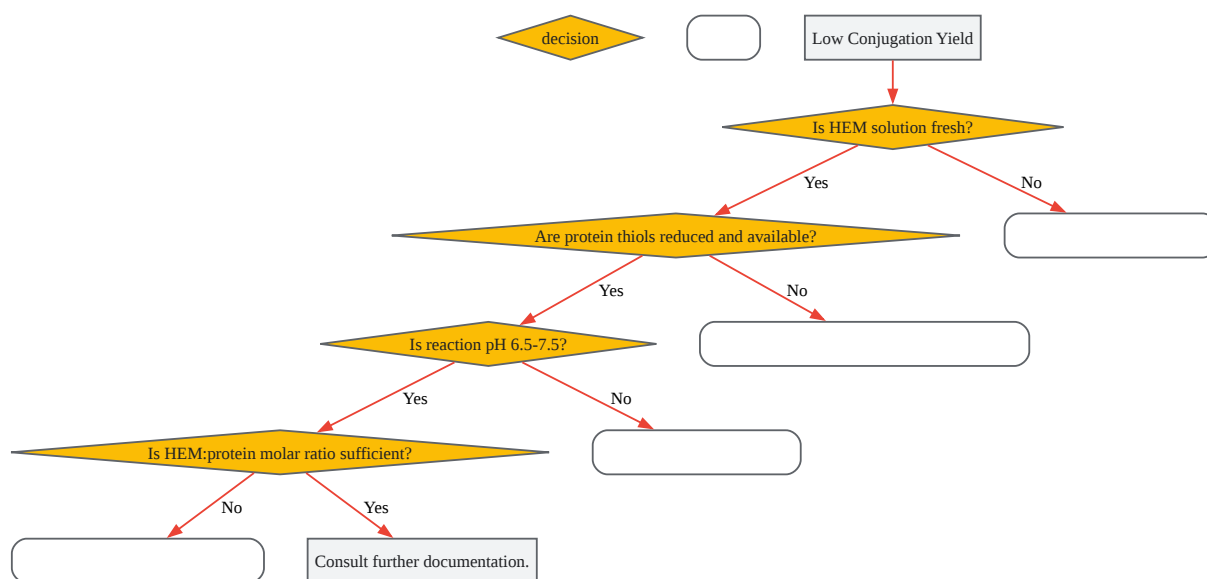 decision
Low Conjugation Yield
Is HEM solution fresh?
Yes
No
Are protein thiols reduced and available?
Yes
No
Is reaction pH 6.5-7.5?
Yes
No
Is HEM:protein molar ratio sufficient?
No
Yes
Consult further documentation.